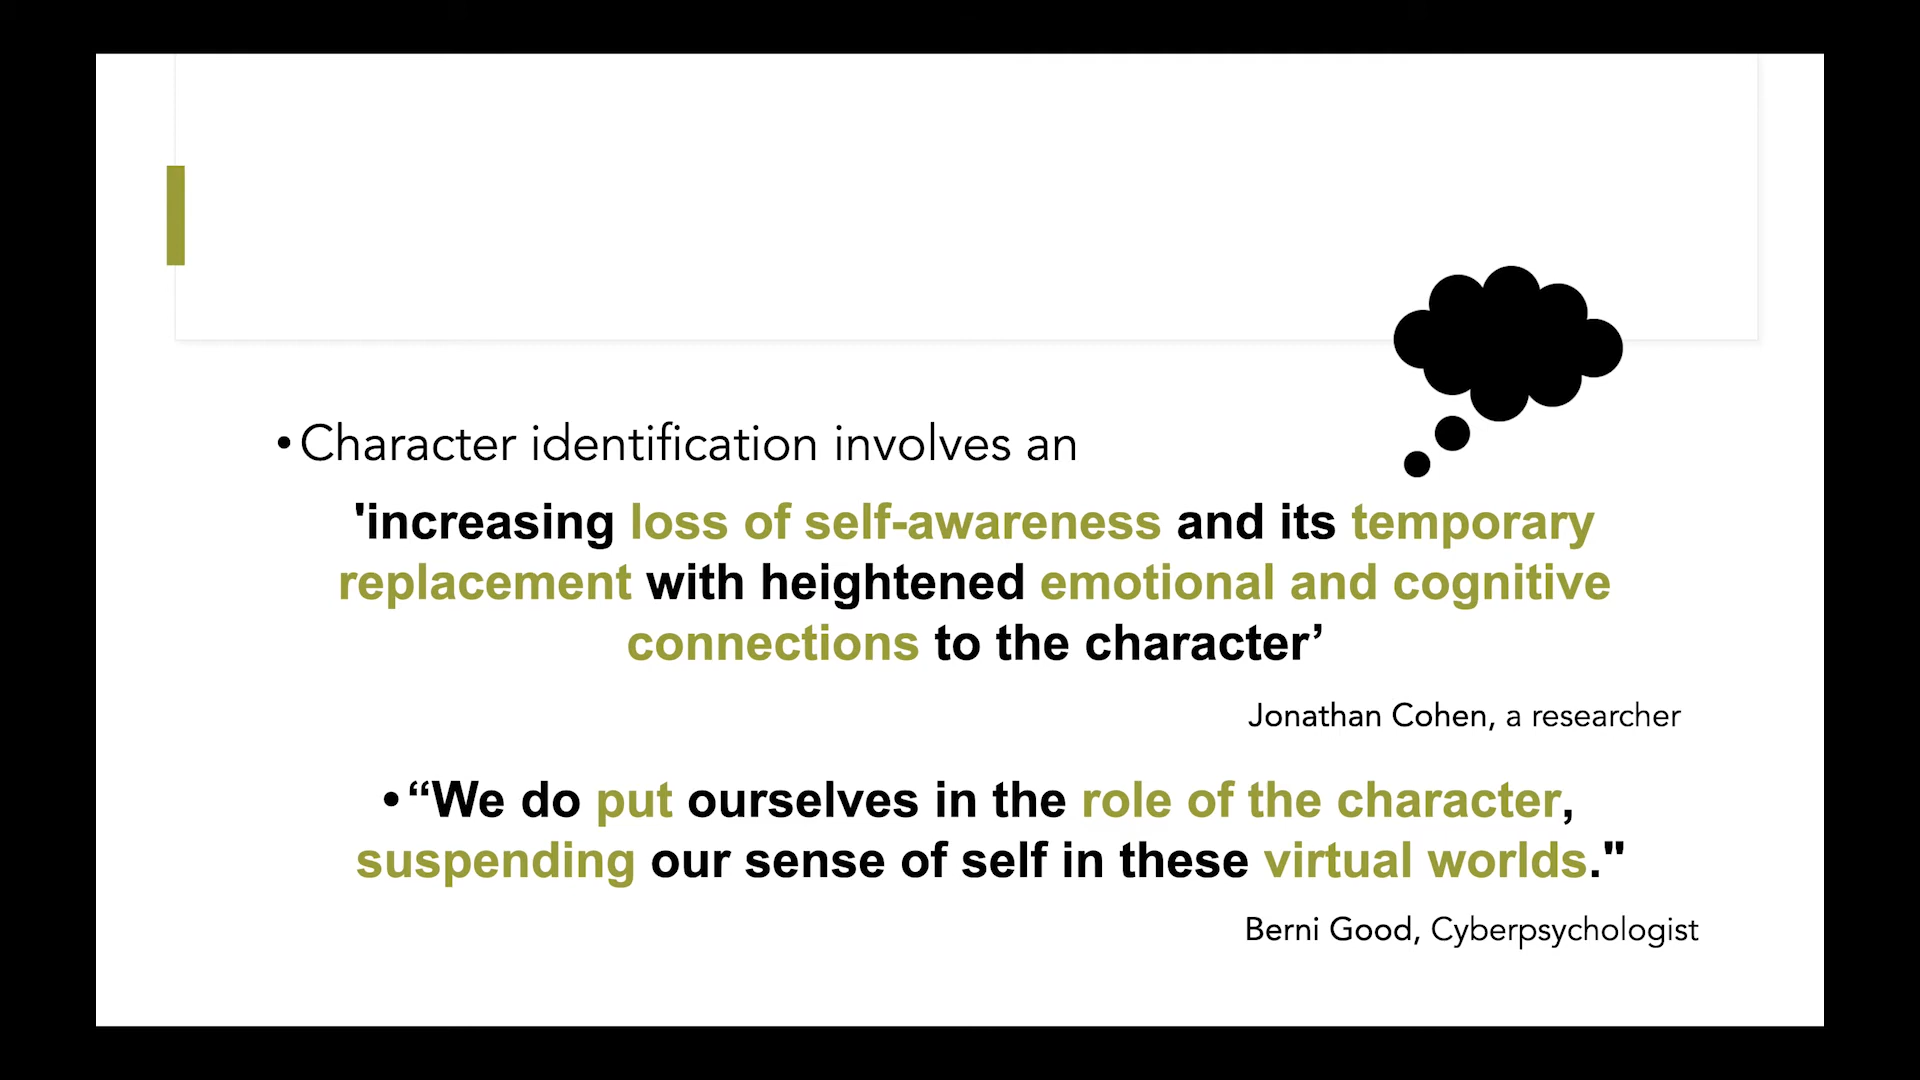 •Character identification involves an
'increasing loss of self-awareness and its temporary
replacement with heightened emotional and cognitive
connections to the character’
Jonathan Cohen, a researcher
•“We do put ourselves in the role of the character,
suspending our sense of self in these virtual worlds."
Berni Good, Cyberpsychologist